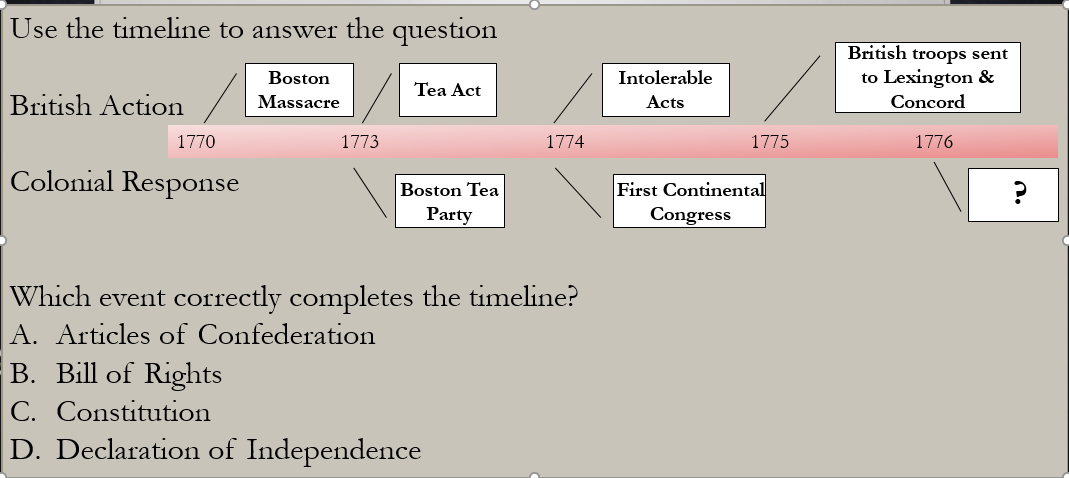 Use the timeline to answer the question
British Action
Boston
Massacre
Tea Act
Intolerable
Acts
British troops sent
to Lexington &
Concord
1770 1773 1774 1775 1776
Colonial Response
Boston Tea
Party
First Continental
Congress
?
Which event correctly completes the timeline?
A. Articles of Confederation
B. Bill of Rights
C. Constitution
D. Declaration of Independence